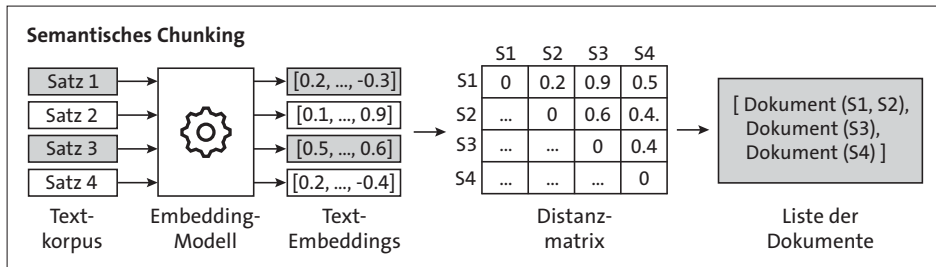 Semantisches Chunking
Satz 1
Satz 2
Satz 3
Satz 4
Text-
korpus
Embedding-
Modell
[0.2, ..., -0.3]
[0.1, ..., 0.9]
[0.5, ..., 0.6]
[0.2, ..., -0.4]
Text-
Embeddings
S1 S2 S3 S4
S1 0 0.2 0.9 0.5
S2 ... 0 0.6 0.4.
S3 ... ... 0 0.4
S4 ... ... ... 0
Distanz-
matrix
[ Dokument (S1, S2),
Dokument (S3),
Dokument (S4) ]
Liste der
Dokumente